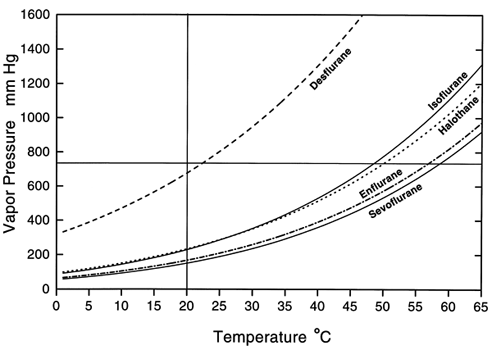 1600
1400
1200
1000
800
600
400
200
0
Vapor Pressure mm Hg
Desflurane
Isoflurane
Halothane
Enflurane
Sevoflurane
0 5 10 15 20 25 30 35 40 45 50 55 60 65
Temperature °C